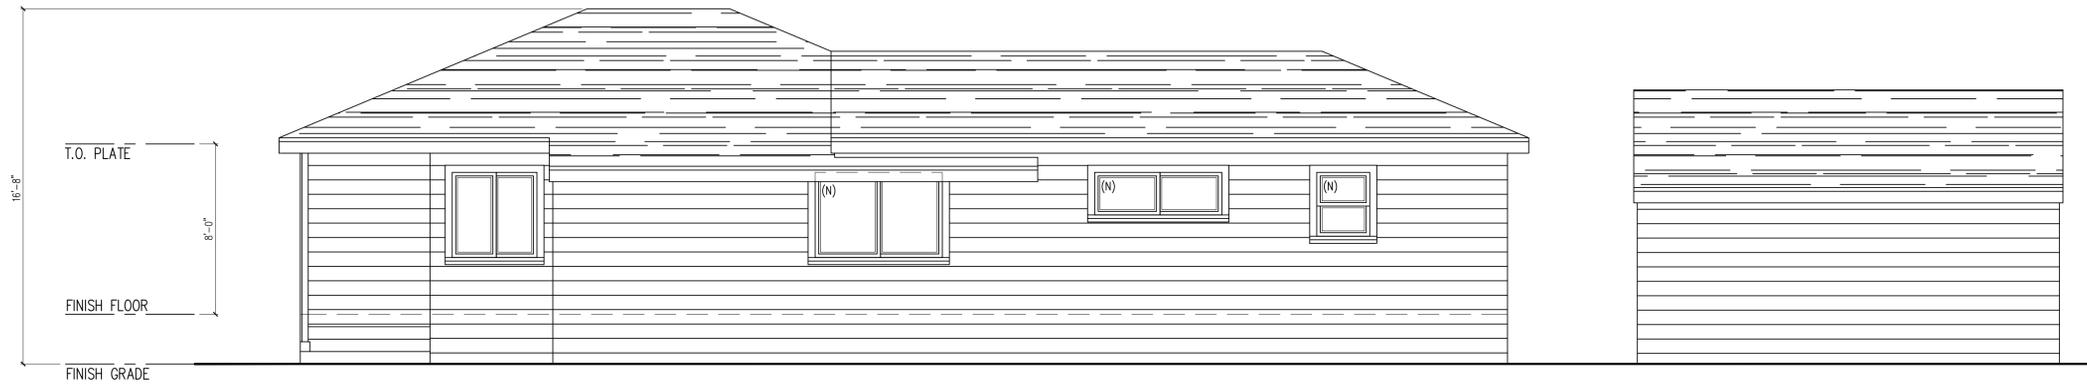 T.O. PLATE
16'-8"
8'-0"
(N)
(N)
(N)
FINISH FLOOR
FINISH GRADE